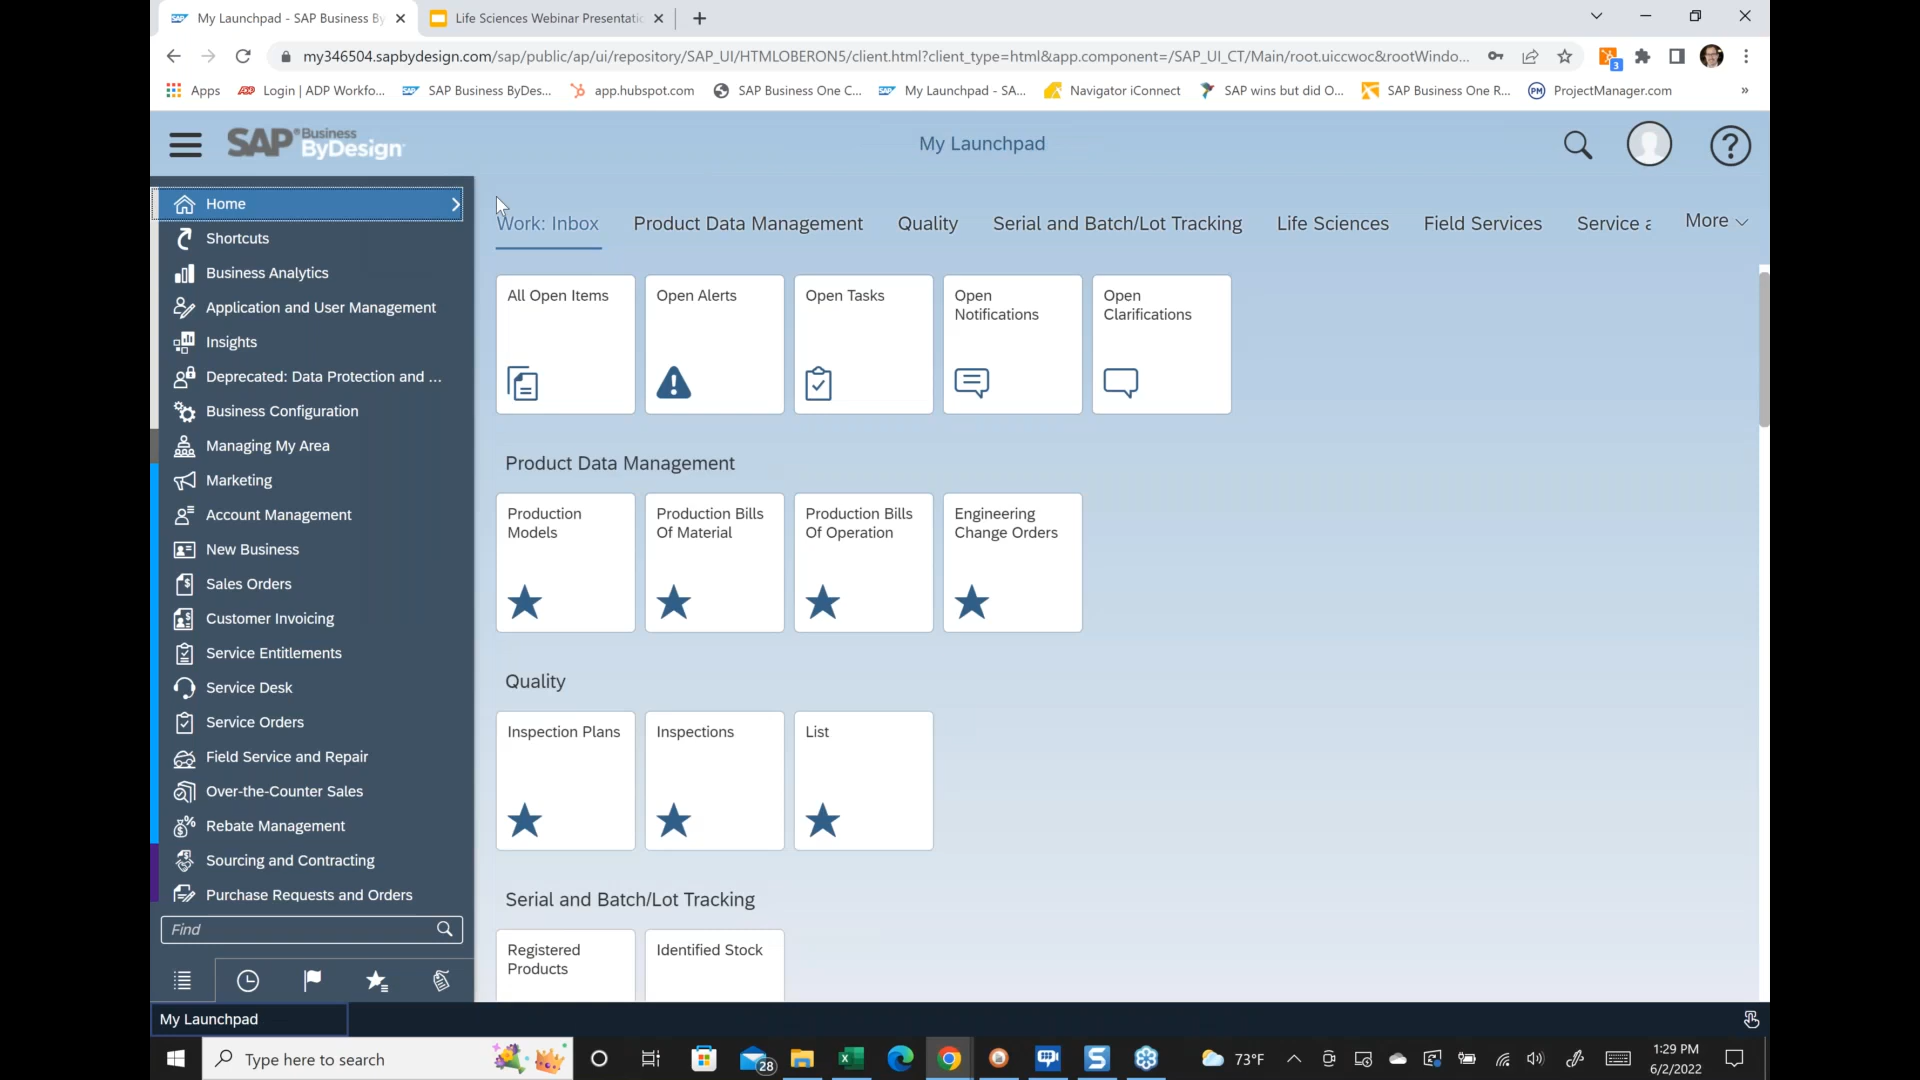 My Launchpad - SAP Business By
Life Sciences Webinar Presentatio
my346504.sapbydesign.com/sap/public/ap/ui/repository/SAP_UI/HTMLOBERON5/client.html?client_type=html&app.component=/SAP_UI_CT/Main/root.uiccwoc&rootWindo...
3
Apps
Login | ADP Workfo...
SAP Business ByDes...
app.hubspot.com
SAP Business One C...
My Launchpad - SA...
Navigator iConnect
SAP wins but did O...
SAP Business One R...
PM
ProjectManager.com
»
SAP® Business
ByDesign
My Launchpad
Home
Shortcuts
Business Analytics
Application and User Management
Insights
Deprecated: Data Protection and ...
Business Configuration
Managing My Area
Marketing
Account Management
New Business
Sales Orders
Customer Invoicing
Service Entitlements
Service Desk
Service Orders
Field Service and Repair
Over-the-Counter Sales
Rebate Management
Sourcing and Contracting
Purchase Requests and Orders
Find
Work: Inbox
Product Data Management
Quality
Serial and Batch/Lot Tracking
Life Sciences
Field Services
Service a
More
All Open Items
Open Alerts
Open Tasks
Open
Notifications
Open
Clarifications
Product Data Management
Production
Models
Production Bills
Of Material
Production Bills
Of Operation
Engineering
Change Orders
Quality
Inspection Plans
Inspections
List
Serial and Batch/Lot Tracking
Registered
Products
Identified Stock
My Launchpad
Type here to search
28
73°F
1:29 PM
6/2/2022